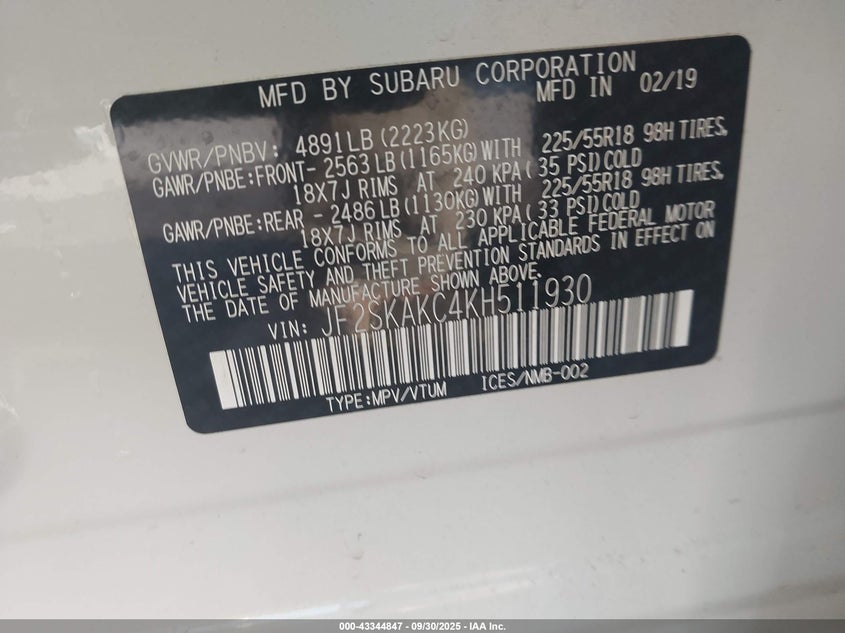 MFD BY SUBARU CORPORATION
MFD IN 02/19
GVWR/PNBV: 4891LB (2223KG)
GAWR/PNBE:FRONT- 2563LB (1165KG) WITH 225/55R18 98H TIRES,
18X7J RIMS AT 240 KPA ( 35 PSI) COLD
GAWR/PNBE:REAR - 2486LB (1130KG) WITH 225/55R18 98H TIRES,
18X7J RIMS AT 230 KPA ( 33 PSI) COLD
THIS VEHICLE CONFORMS TO ALL APPLICABLE FEDERAL MOTOR
VEHICLE SAFETY AND THEFT PREVENTION STANDARDS IN EFFECT ON
THE DATE OF MANUFACTURE SHOWN ABOVE.
VIN: JF2SKAKC4KH511930
TYPE:MPV/VTUM ICES/NMB-002
000-43344847 - 09/30/2025 - IAA Inc.